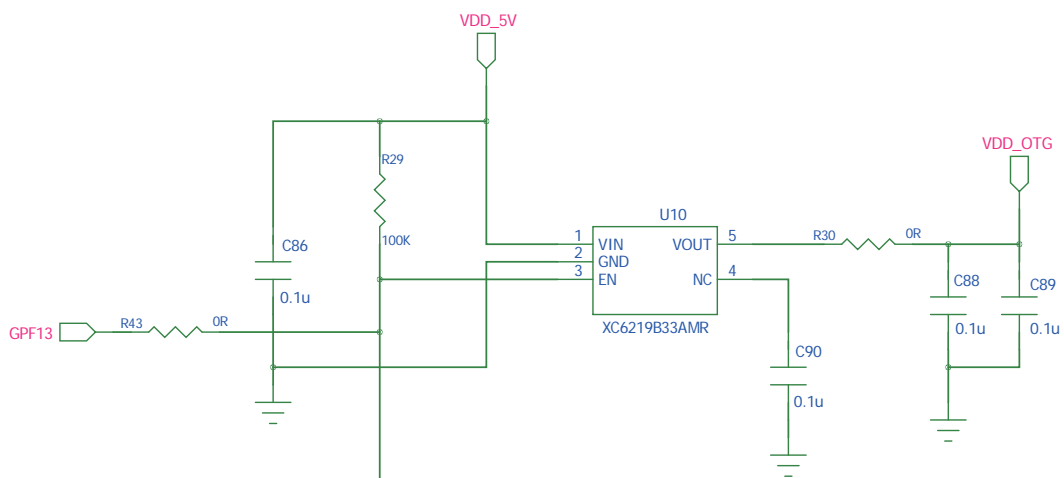 VDD_5V
VDD_OTG
R29
100K
C86
0.1u
U10
1 VIN VOUT 5
2 GND
3 EN NC 4
XC6219B33AMR
R30 0R
C88
0.1u
C89
0.1u
GPF13 R43 0R
C90
0.1u